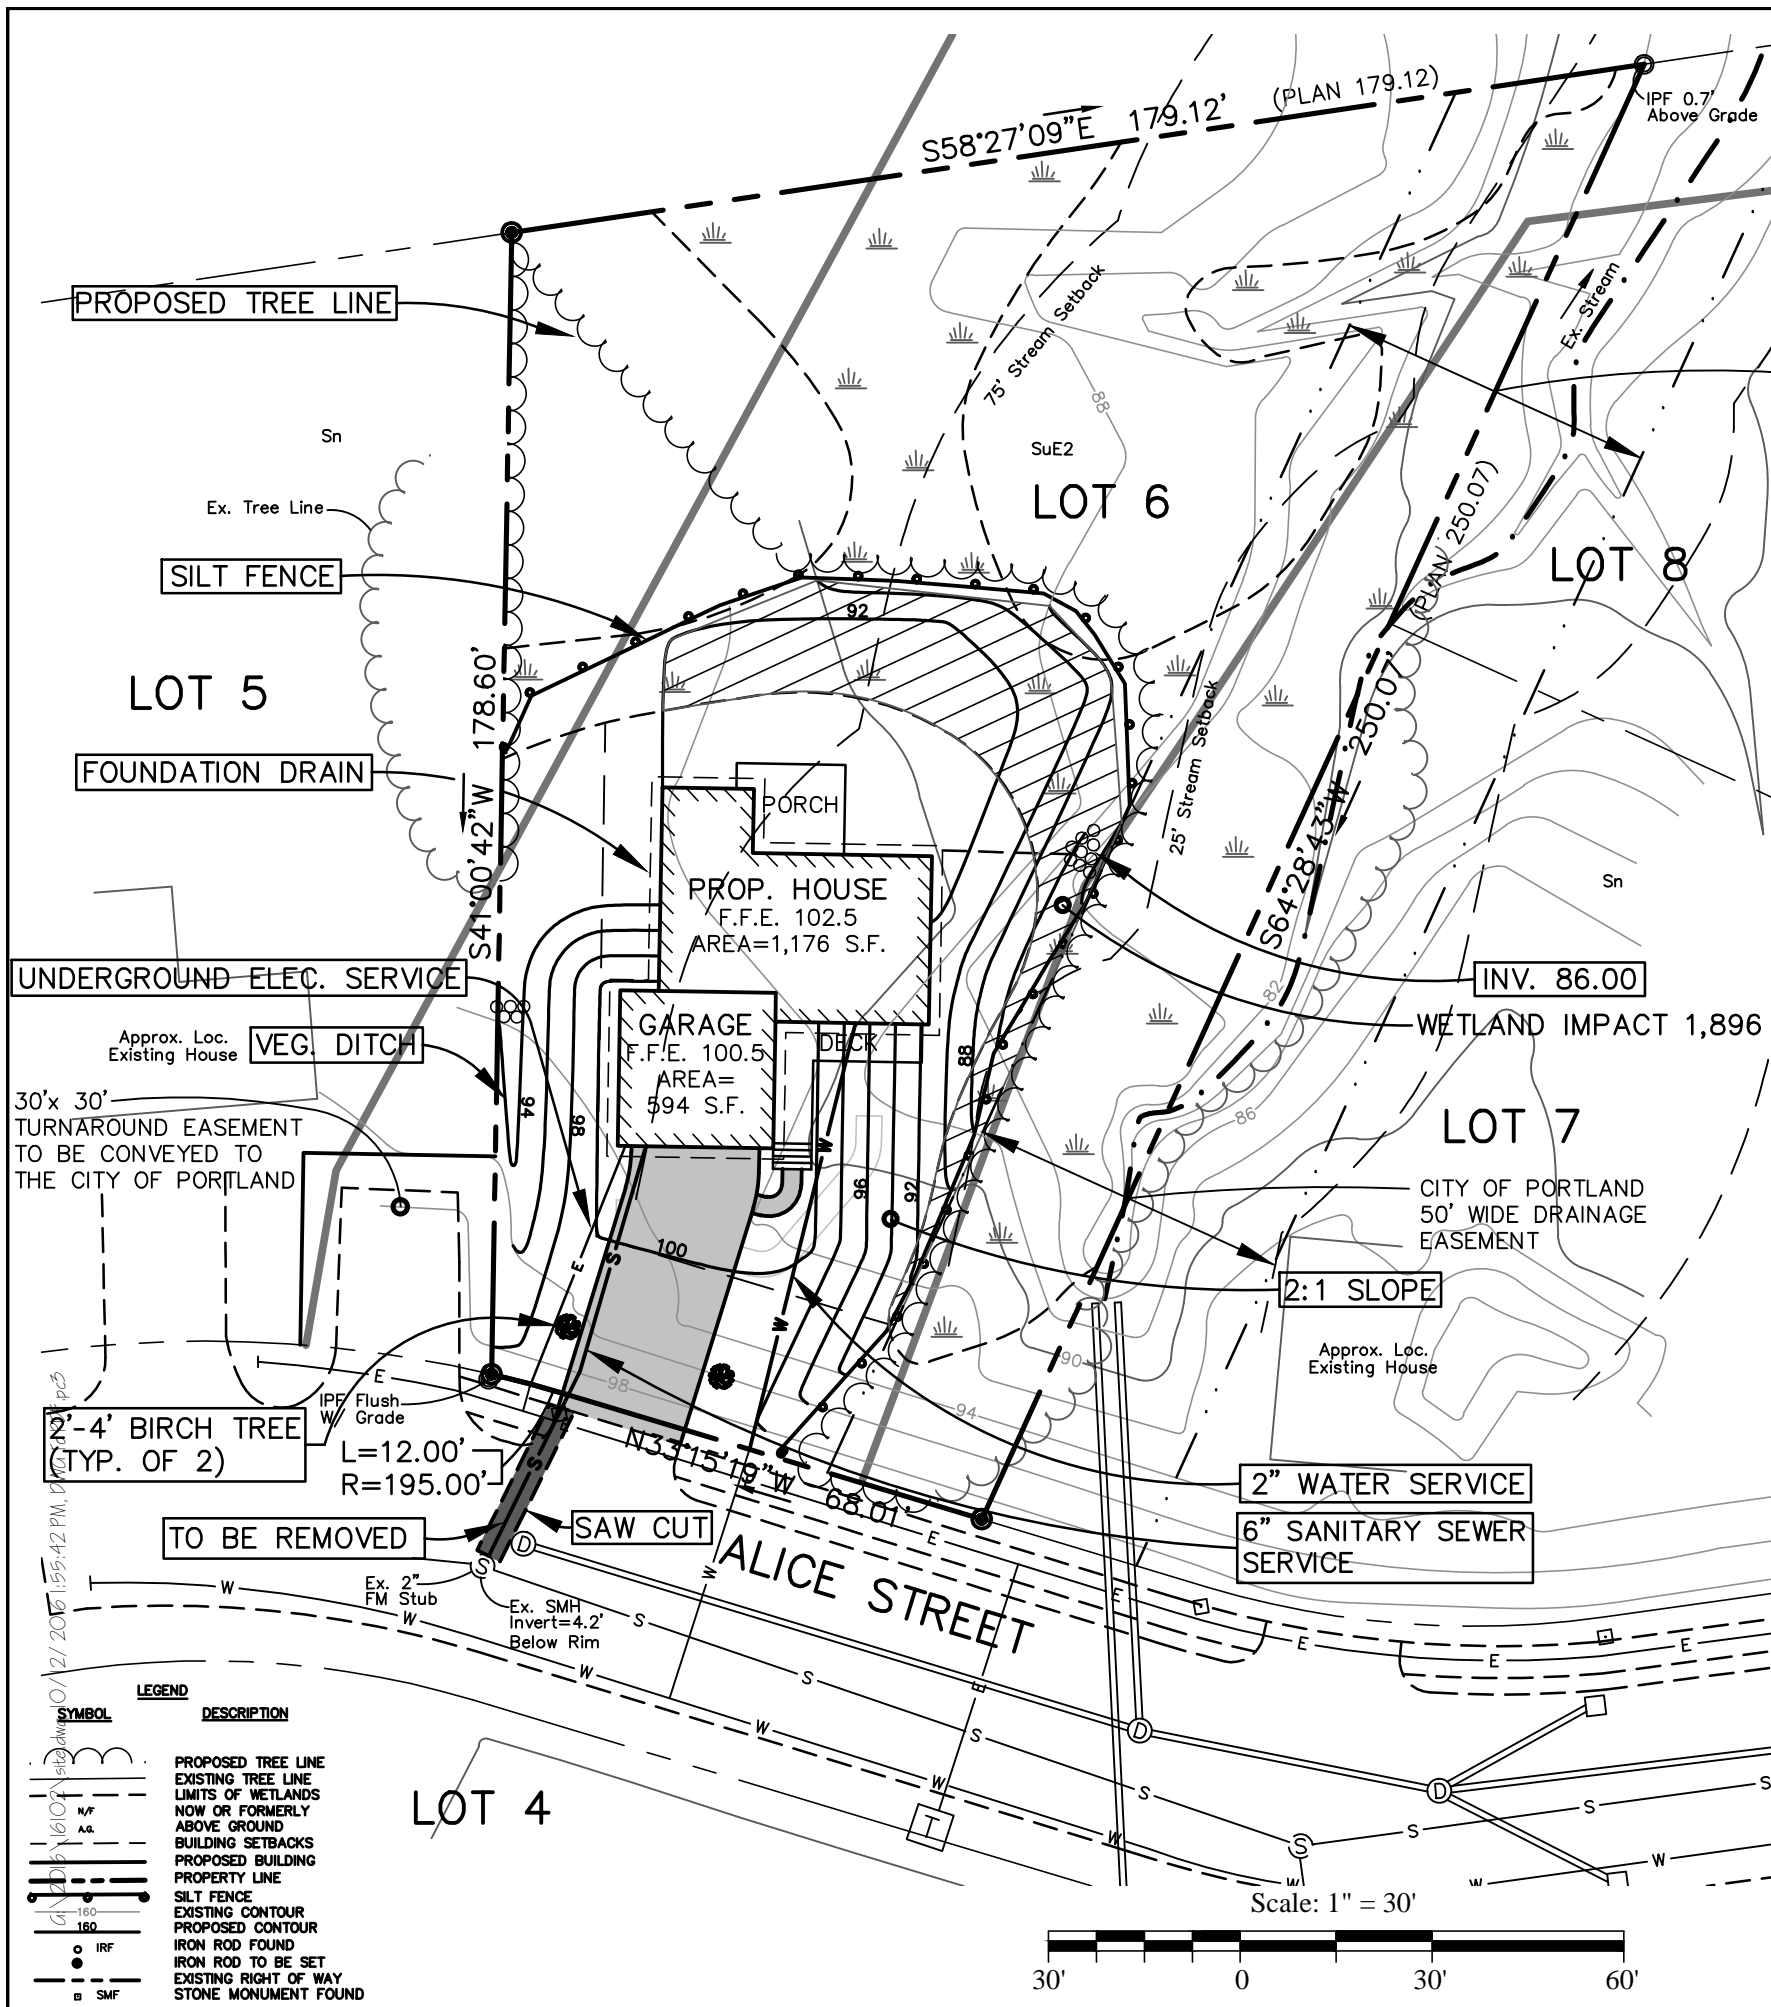 S58°27'09"E 179.12'
(PLAN 179.12)
IPF 0.7'
Above Grade
PROPOSED TREE LINE
75' Stream Setback
Ex. Stream
88
Sn
SuE2
LOT 6
Ex. Tree Line
(PLAN 250.07)
LOT 8
SILT FENCE
92
LOT 5
S41°00'42"W 178.60'
S64°28'43"W 250.07'
25' Stream Setback
FOUNDATION DRAIN
PORCH
PROP. HOUSE
F.F.E. 102.5
AREA=1,176 S.F.
Sn
UNDERGROUND ELEC. SERVICE
INV. 86.00
82
GARAGE
F.F.E. 100.5
AREA=
594 S.F.
DECK
WETLAND IMPACT 1,896
Approx. Loc.
Existing House
VEG. DITCH
88
94
98
86
30'x 30'
TURNAROUND EASEMENT
TO BE CONVEYED TO
THE CITY OF PORTLAND
LOT 7
W
96
92
CITY OF PORTLAND
50' WIDE DRAINAGE
EASEMENT
100
E
S
2:1 SLOPE
W
Approx. Loc.
Existing House
90
E
98
94
IPF Flush
W/ Grade
2'-4' BIRCH TREE
(TYP. OF 2)
L=12.00'
R=195.00'
N33°15'19"W 68.01'
S
2" WATER SERVICE
TO BE REMOVED
SAW CUT
6" SANITARY SEWER
SERVICE
E
D
S
ALICE STREET
Ex. 2"
FM Stub
Ex. SMH
Invert=4.2'
Below Rim
W
W
W
S
E
E
E
E
W
S
E
W
S
D
W
S
D
S
S
LOT 4
T
S
S
W
W
W
W
LEGEND
SYMBOL DESCRIPTION
PROPOSED TREE LINE
EXISTING TREE LINE
LIMITS OF WETLANDS
N/F NOW OR FORMERLY
A.G. ABOVE GROUND
BUILDING SETBACKS
PROPOSED BUILDING
PROPERTY LINE
SILT FENCE
160 EXISTING CONTOUR
160 PROPOSED CONTOUR
IRF IRON ROD FOUND
IRON ROD TO BE SET
EXISTING RIGHT OF WAY
SMF STONE MONUMENT FOUND
Scale: 1" = 30'
30' 0 30' 60'
10/12/2016 1:55:42 PM,